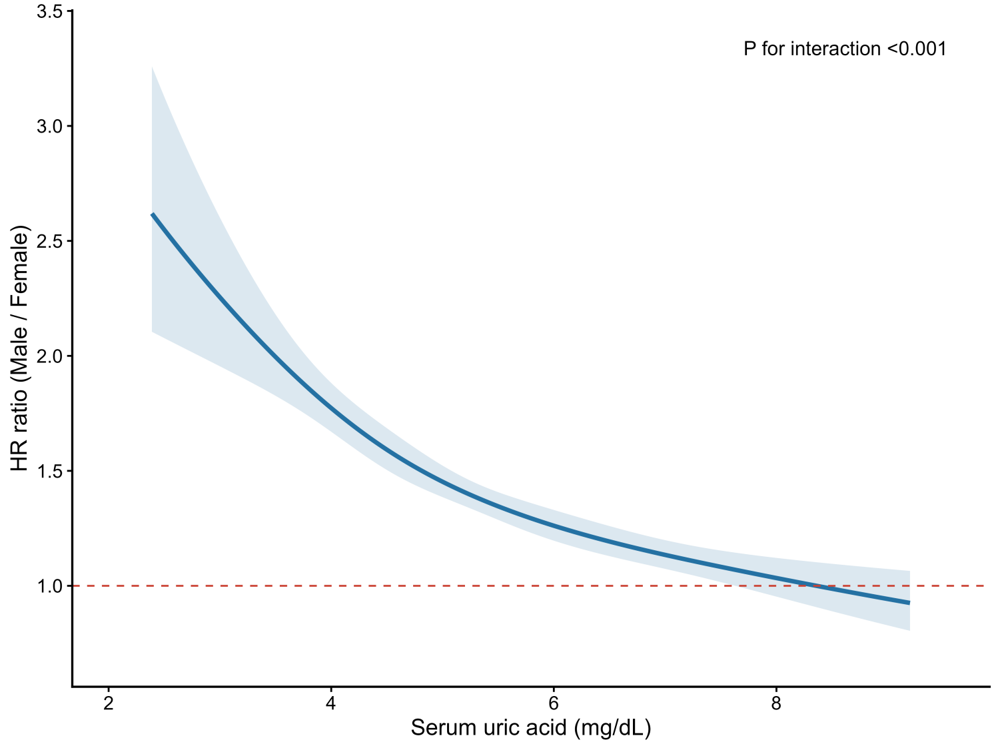 3.5
P for interaction <0.001
3.0
2.5
2.0
1.5
1.0
HR ratio (Male / Female)
2 4 6 8
Serum uric acid (mg/dL)